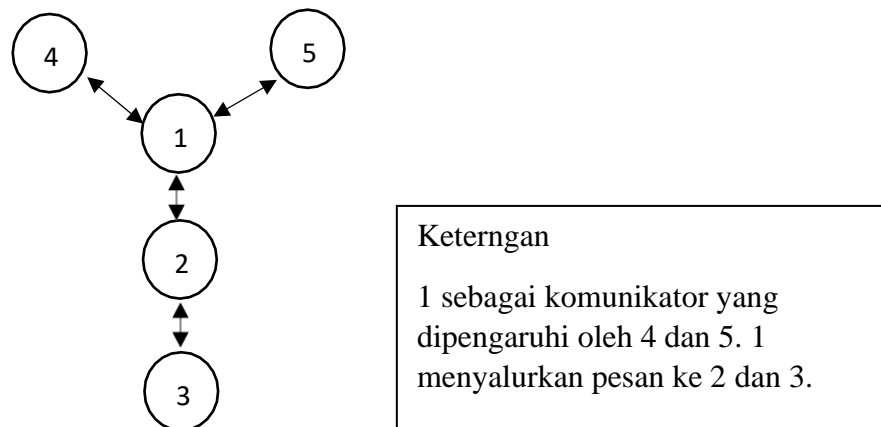 4
5
1
2
3
Keterngan
1 sebagai komunikator yang
dipengaruhi oleh 4 dan 5. 1
menyalurkan pesan ke 2 dan 3.